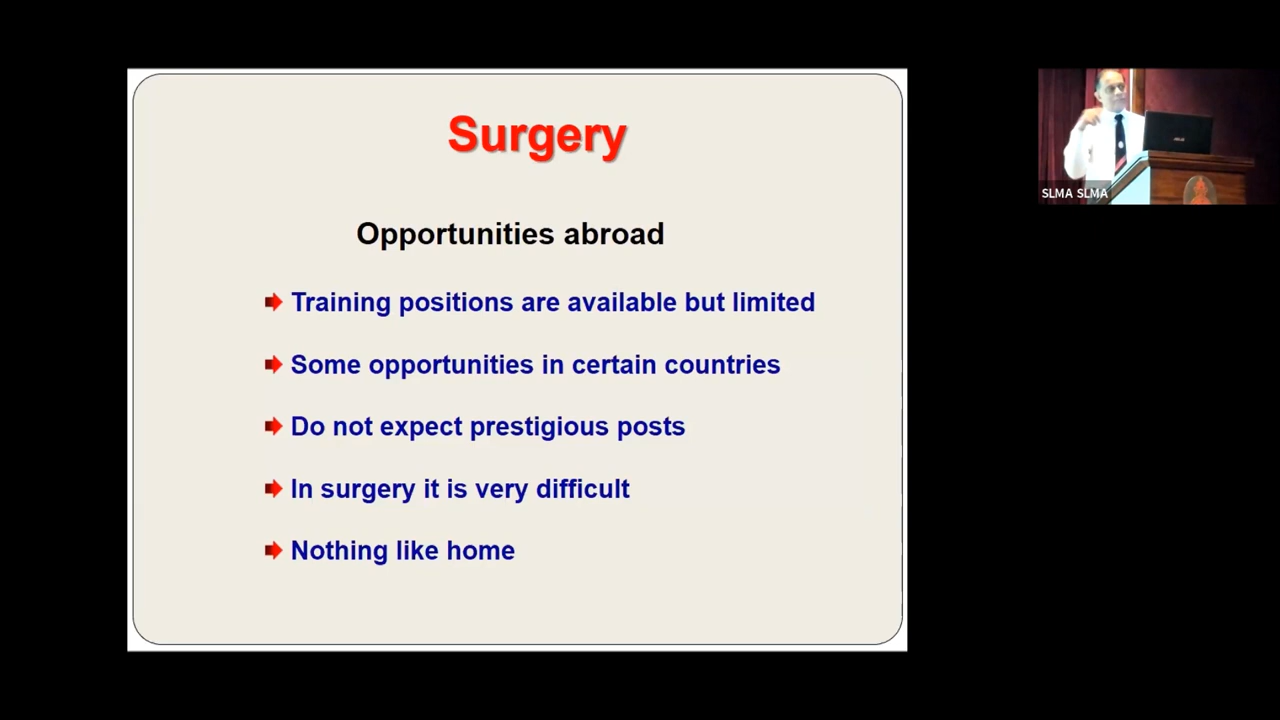 Surgery
Opportunities abroad
Training positions are available but limited
Some opportunities in certain countries
Do not expect prestigious posts
In surgery it is very difficult
Nothing like home
SLMA SLMA